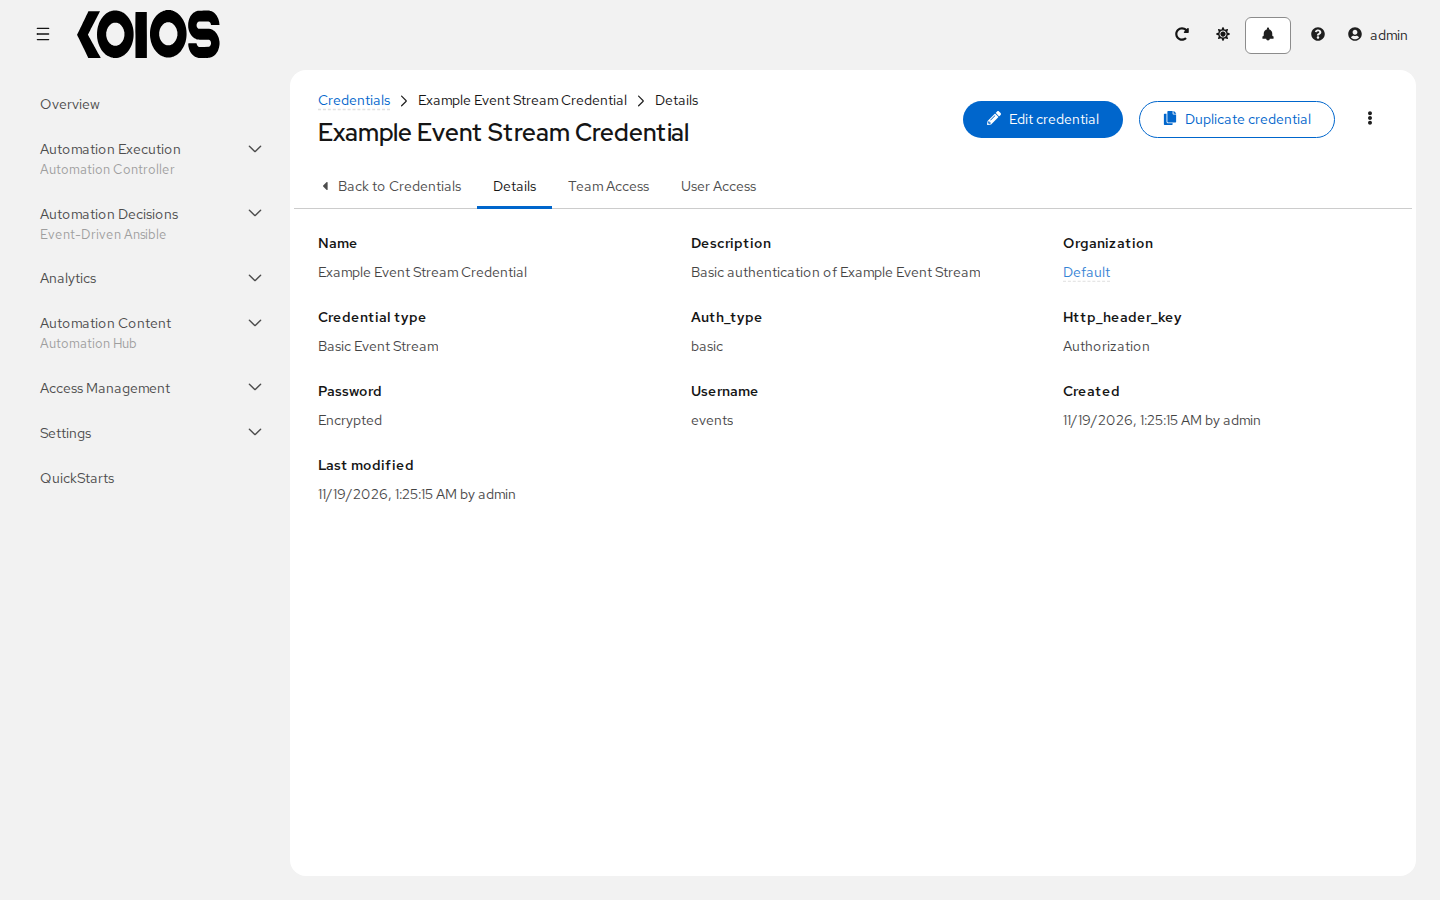 KOIOS
admin
Overview
Automation Execution
Automation Controller
Automation Decisions
Event-Driven Ansible
Analytics
Automation Content
Automation Hub
Access Management
Settings
QuickStarts
Credentials > Example Event Stream Credential > Details
Example Event Stream Credential
Edit credential
Duplicate credential
Back to Credentials
Details
Team Access
User Access
Name
Example Event Stream Credential
Description
Basic authentication of Example Event Stream
Organization
Default
Credential type
Basic Event Stream
Auth_type
basic
Http_header_key
Authorization
Password
Encrypted
Username
events
Created
11/19/2026, 1:25:15 AM by admin
Last modified
11/19/2026, 1:25:15 AM by admin